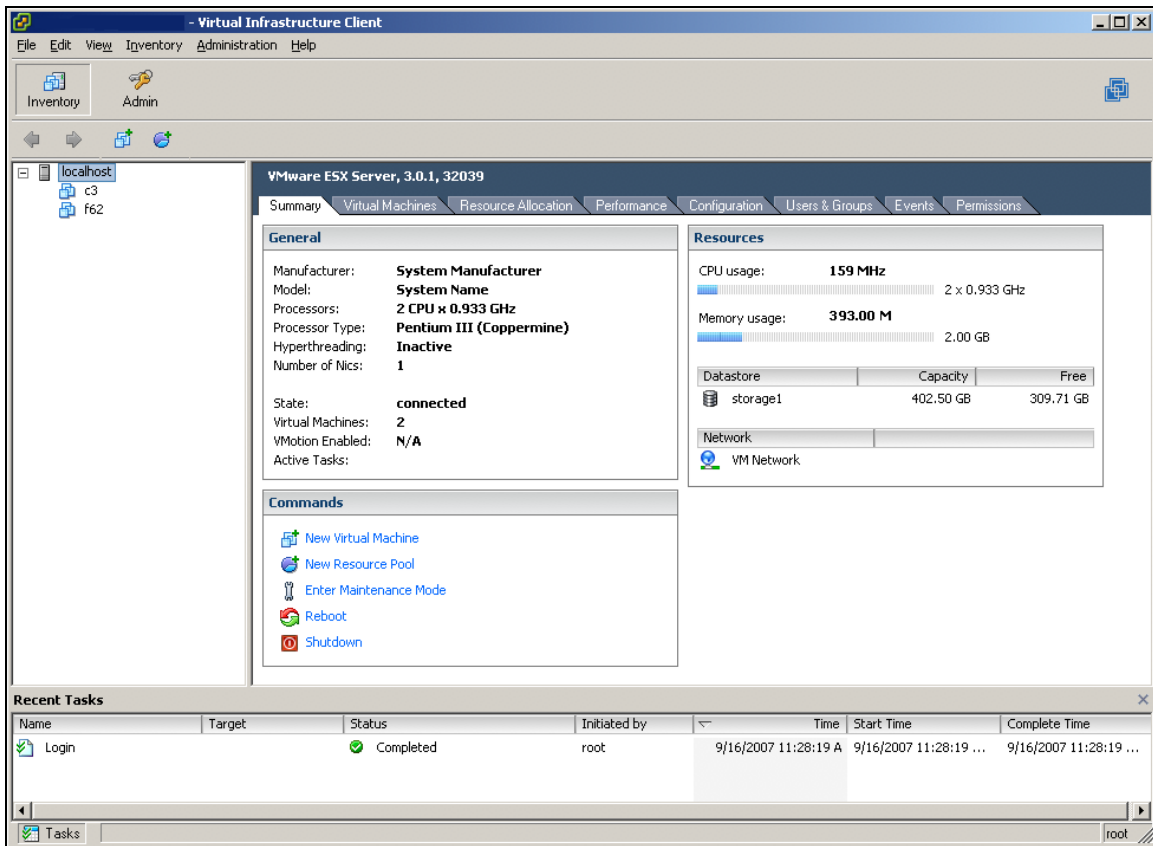 - Virtual Infrastructure Client
File Edit View Inventory Administration Help
Inventory Admin
localhost
c3
f62
VMware ESX Server, 3.0.1, 32039
Summary Virtual Machines Resource Allocation Performance Configuration Users & Groups Events Permissions
General
Manufacturer: System Manufacturer
Model: System Name
Processors: 2 CPU x 0.933 GHz
Processor Type: Pentium III (Coppermine)
Hyperthreading: Inactive
Number of Nics: 1
State: connected
Virtual Machines: 2
VMotion Enabled: N/A
Active Tasks:
Commands
New Virtual Machine
New Resource Pool
Enter Maintenance Mode
Reboot
Shutdown
Resources
CPU usage: 159 MHz
2 x 0.933 GHz
Memory usage: 393.00 M
2.00 GB
Datastore Capacity Free
storage1 402.50 GB 309.71 GB
Network
VM Network
Recent Tasks
Name Target Status Initiated by Time Start Time Complete Time
Login Completed root 9/16/2007 11:28:19 A 9/16/2007 11:28:19 ... 9/16/2007 11:28:19 ...
Tasks root